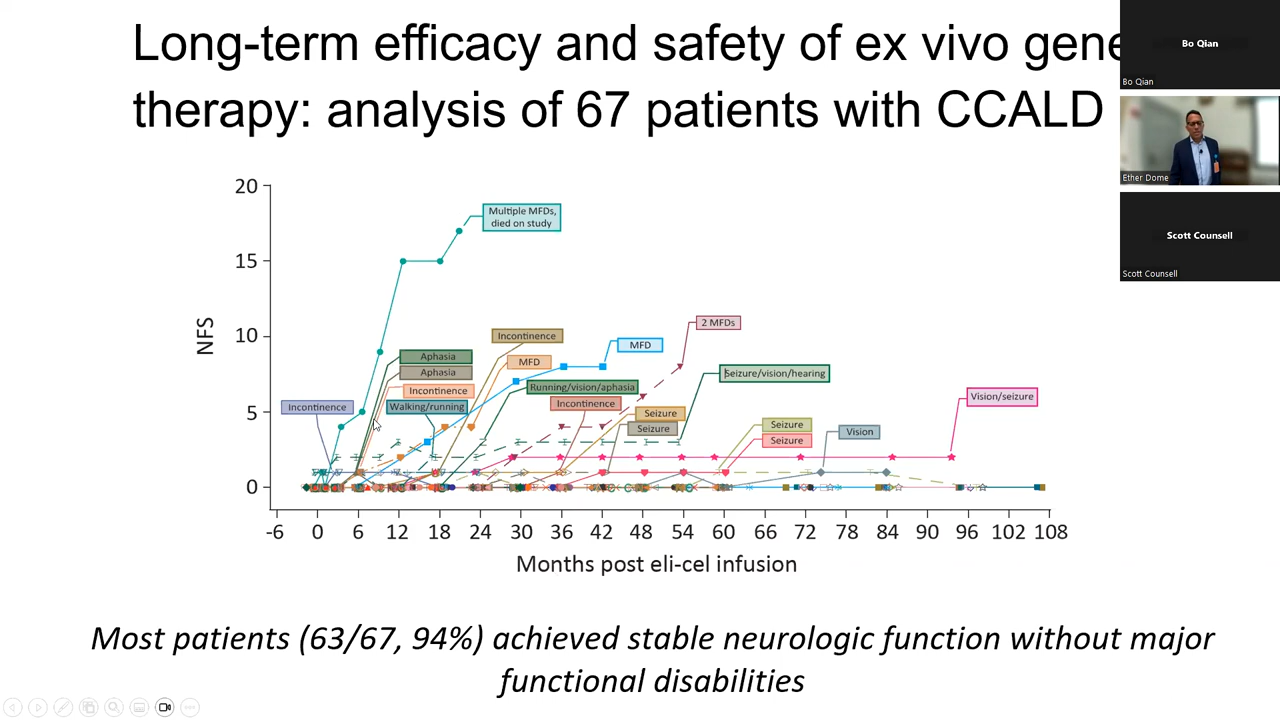 Long-term efficacy and safety of ex vivo gene
therapy: analysis of 67 patients with CCALD
Bo Qian
Bo Qian
Ether Dome
Scott Counsell
Scott Counsell
20
15
10
5
0
NFS
Multiple MFDs,
died on study
2 MFDs
Incontinence
MFD
Aphasia
MFD
Aphasia
Seizure/vision/hearing
Incontinence
Running/vision/aphasia
Vision/seizure
Incontinence
Walking/running
Incontinence
Seizure
Seizure
Seizure
Seizure
Vision
-6 0 6 12 18 24 30 36 42 48 54 60 66 72 78 84 90 96 102 108
Months post eli-cel infusion
Most patients (63/67, 94%) achieved stable neurologic function without major
functional disabilities